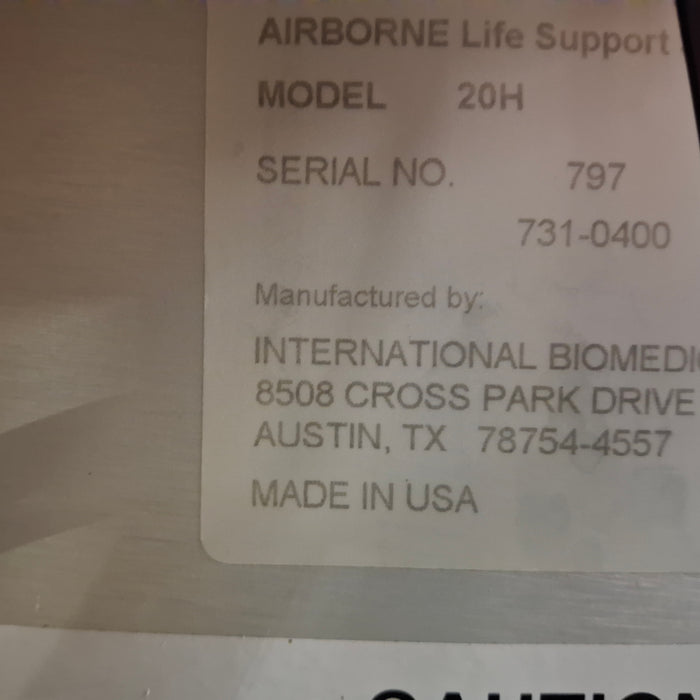 AIRBORNE Life Support
MODEL 20H
SERIAL NO. 797
731-0400
Manufactured by:
INTERNATIONAL
8508 CROSS PARK DRIVE
AUSTIN, TX 78754-4557
MADE IN USA